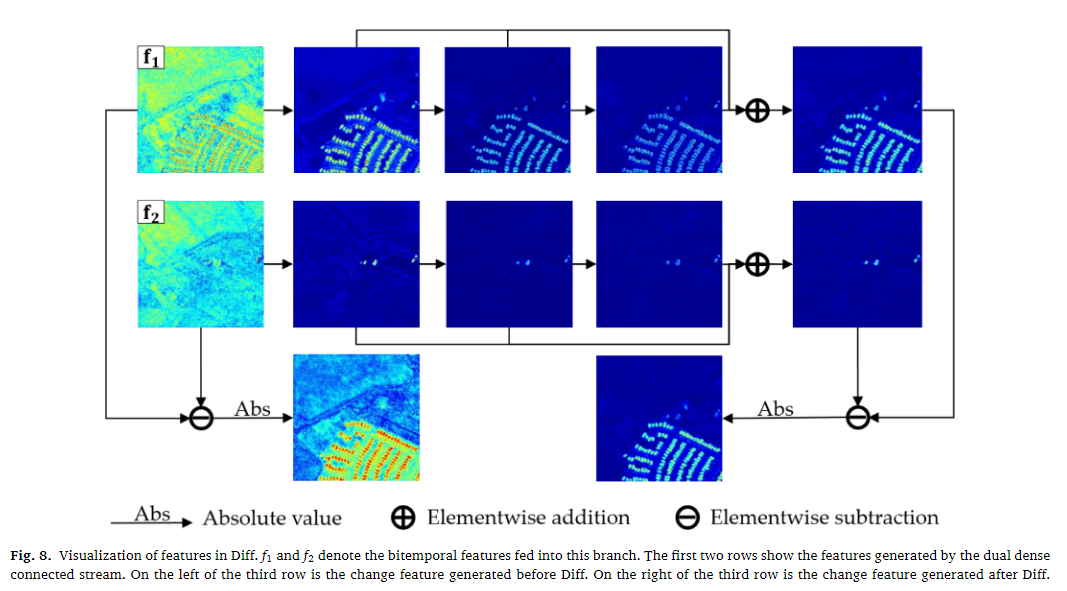 f₁
f₂
Abs
Abs
Abs Absolute value
Elementwise addition
Elementwise subtraction
Fig. 8. Visualization of features in Diff. f₁ and f₂ denote the bitemporal features fed into this branch. The first two rows show the features generated by the dual dense
connected stream. On the left of the third row is the change feature generated before Diff. On the right of the third row is the change feature generated after Diff.